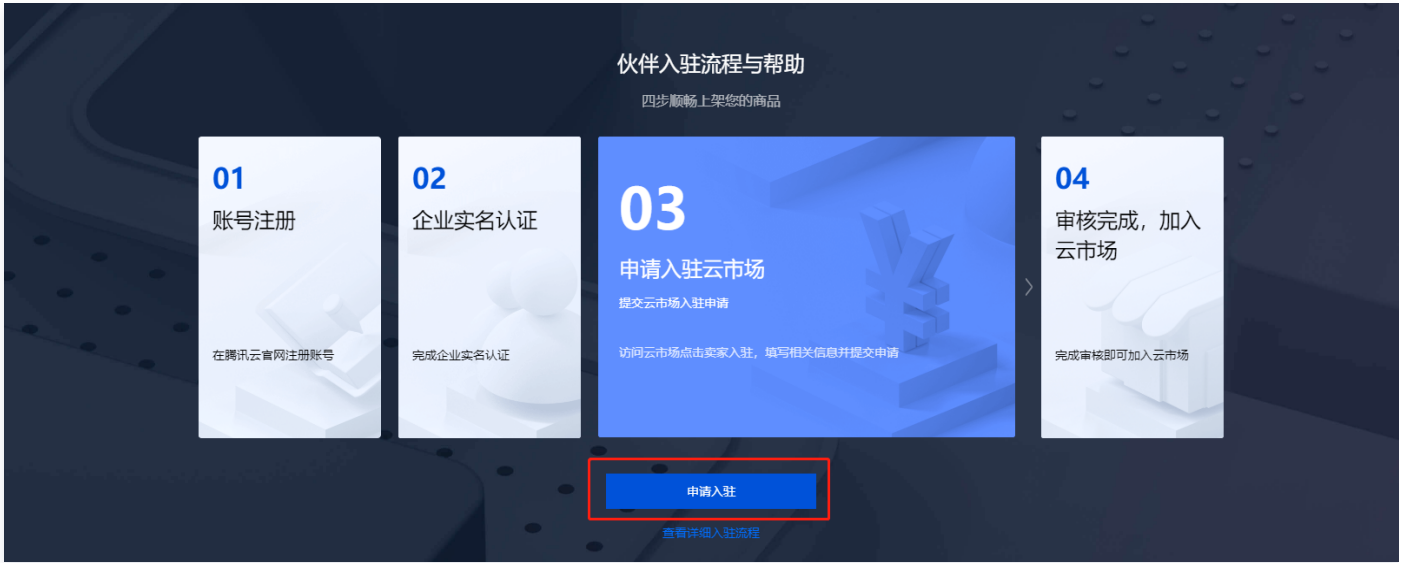 伙伴入驻流程与帮助
四步顺畅上架您的商品
01
账号注册
在腾讯云官网注册账号
02
企业实名认证
完成企业实名认证
03
申请入驻云市场
提交云市场入驻申请
访问云市场点击卖家入驻，填写相关信息并提交申请
04
审核完成，加入
云市场
完成审核即可加入云市场
申请入驻
查看详细入驻流程